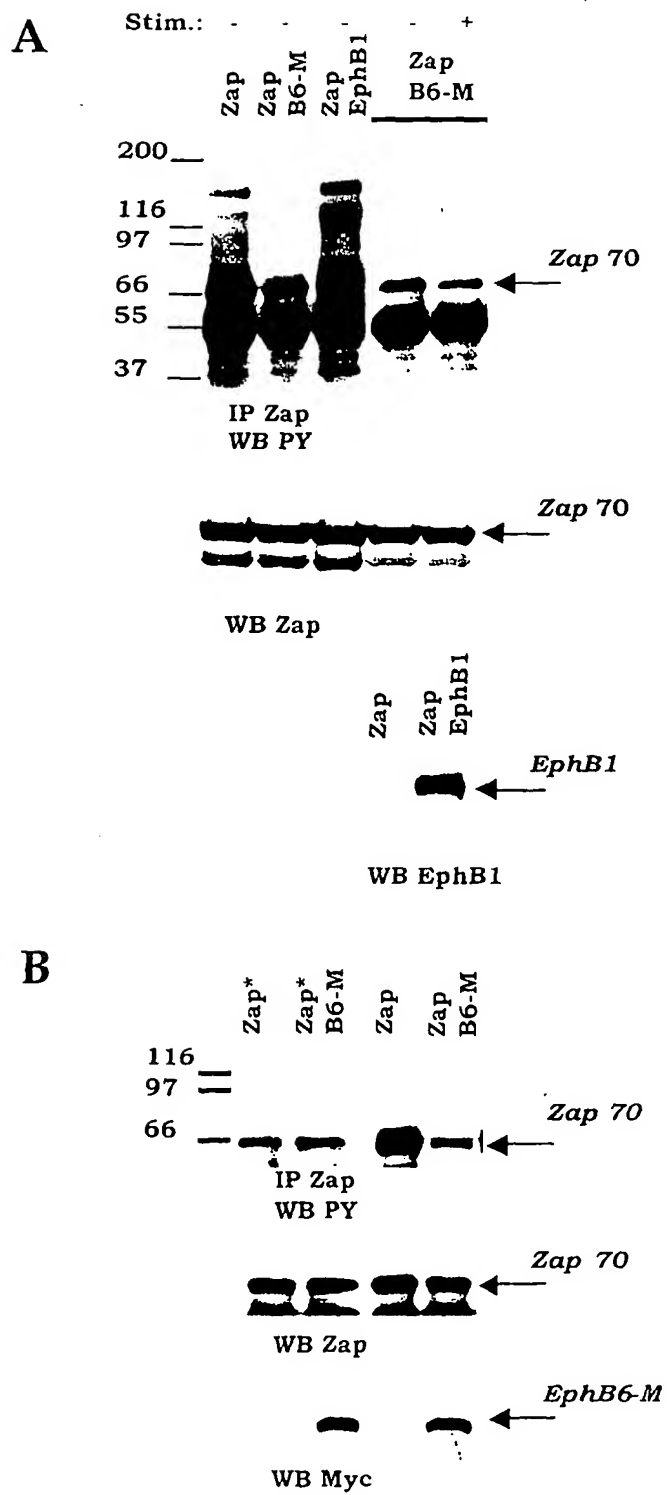 A
Stim.: - - - - +
Zap
Zap B6-M
Zap EphB1
Zap B6-M
200
116
97
66
55
37
Zap 70
IP Zap
WB PY
Zap 70
WB Zap
Zap
Zap EphB1
EphB1
WB EphB1
B
Zap*
Zap* B6-M
Zap
Zap B6-M
116
97
66
Zap 70
IP Zap
WB PY
Zap 70
WB Zap
EphB6-M
WB Myc